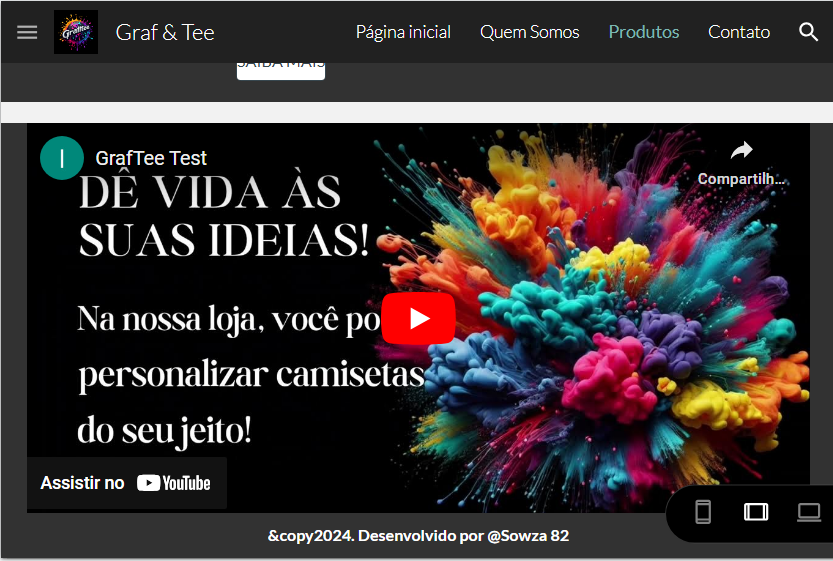 Graftee
Graf & Tee
Página inicial
Quem Somos
Produtos
Contato
SAIBA MAIS
GrafTee Test
Compartilh...
DÊ VIDA ÀS
SUAS IDEIAS!
Na nossa loja, você po
personalizar camisetas
do seu jeito!
Assistir no YouTube
&copy2024. Desenvolvido por @Sowza 82